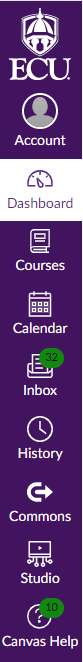 ECU
Account
Dashboard
Courses
Calendar
32
Inbox
History
Commons
Studio
10
Canvas Help